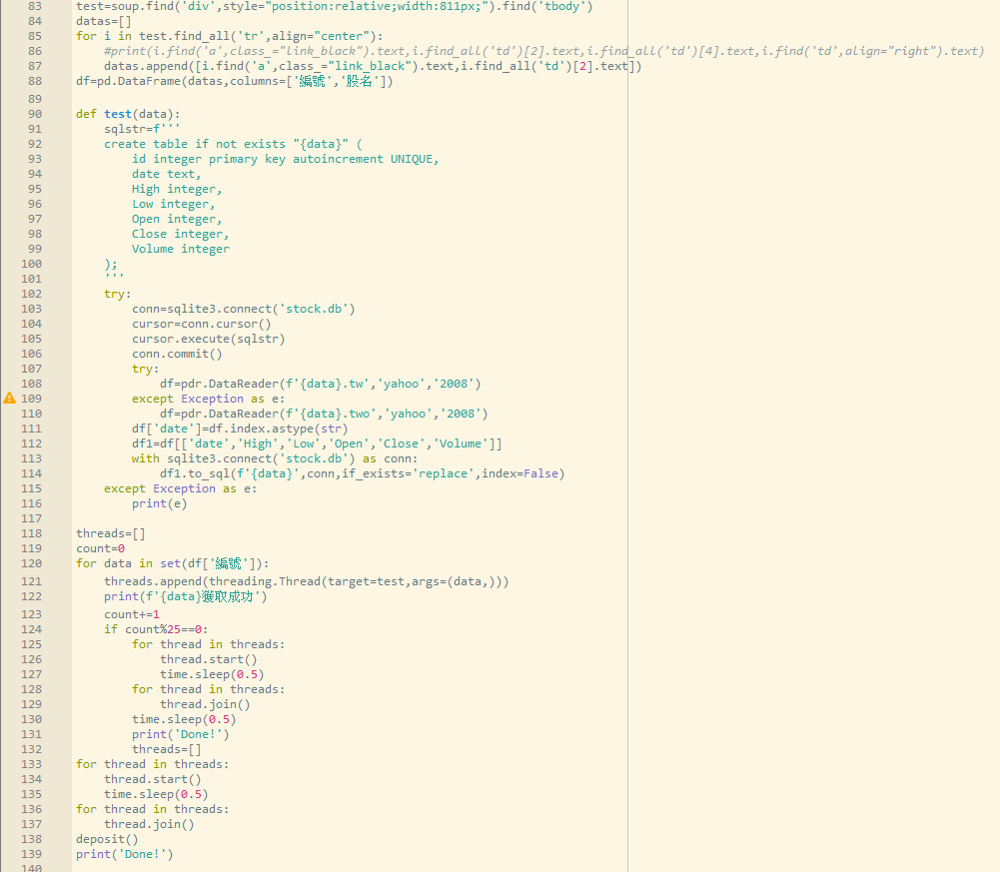 83 test=soup.find('div',style="position:relative;width:811px;").find('tbody')
84 datas=[]
85 for i in test.find_all('tr',align="center"):
86     #print(i.find('a',class_="link_black").text,i.find_all('td')[2].text,i.find_all('td')[4].text,i.find('td',align="right").text)
87     datas.append([i.find('a',class_="link_black").text,i.find_all('td')[2].text])
88 df=pd.DataFrame(datas,columns=['編號','股名'])
89
90 def test(data):
91     sqlstr=f'''
92     create table if not exists "{data}" (
93         id integer primary key autoincrement UNIQUE,
94         date text,
95         High integer,
96         Low integer,
97         Open integer,
98         Close integer,
99         Volume integer
100     );
101     '''
102     try:
103         conn=sqlite3.connect('stock.db')
104         cursor=conn.cursor()
105         cursor.execute(sqlstr)
106         conn.commit()
107         try:
108             df=pdr.DataReader(f'{data}.tw','yahoo','2008')
109         except Exception as e:
110             df=pdr.DataReader(f'{data}.two','yahoo','2008')
111         df['date']=df.index.astype(str)
112         df1=df[['date','High','Low','Open','Close','Volume']]
113         with sqlite3.connect('stock.db') as conn:
114             df1.to_sql(f'{data}',conn,if_exists='replace',index=False)
115     except Exception as e:
116         print(e)
117
118 threads=[]
119 count=0
120 for data in set(df['編號']):
121     threads.append(threading.Thread(target=test,args=(data,)))
122     print(f'{data}獲取成功')
123     count+=1
124     if count%25==0:
125         for thread in threads:
126             thread.start()
127             time.sleep(0.5)
128         for thread in threads:
129             thread.join()
130         time.sleep(0.5)
131         print('Done!')
132         threads=[]
133 for thread in threads:
134     thread.start()
135     time.sleep(0.5)
136 for thread in threads:
137     thread.join()
138 deposit()
139 print('Done!')
140